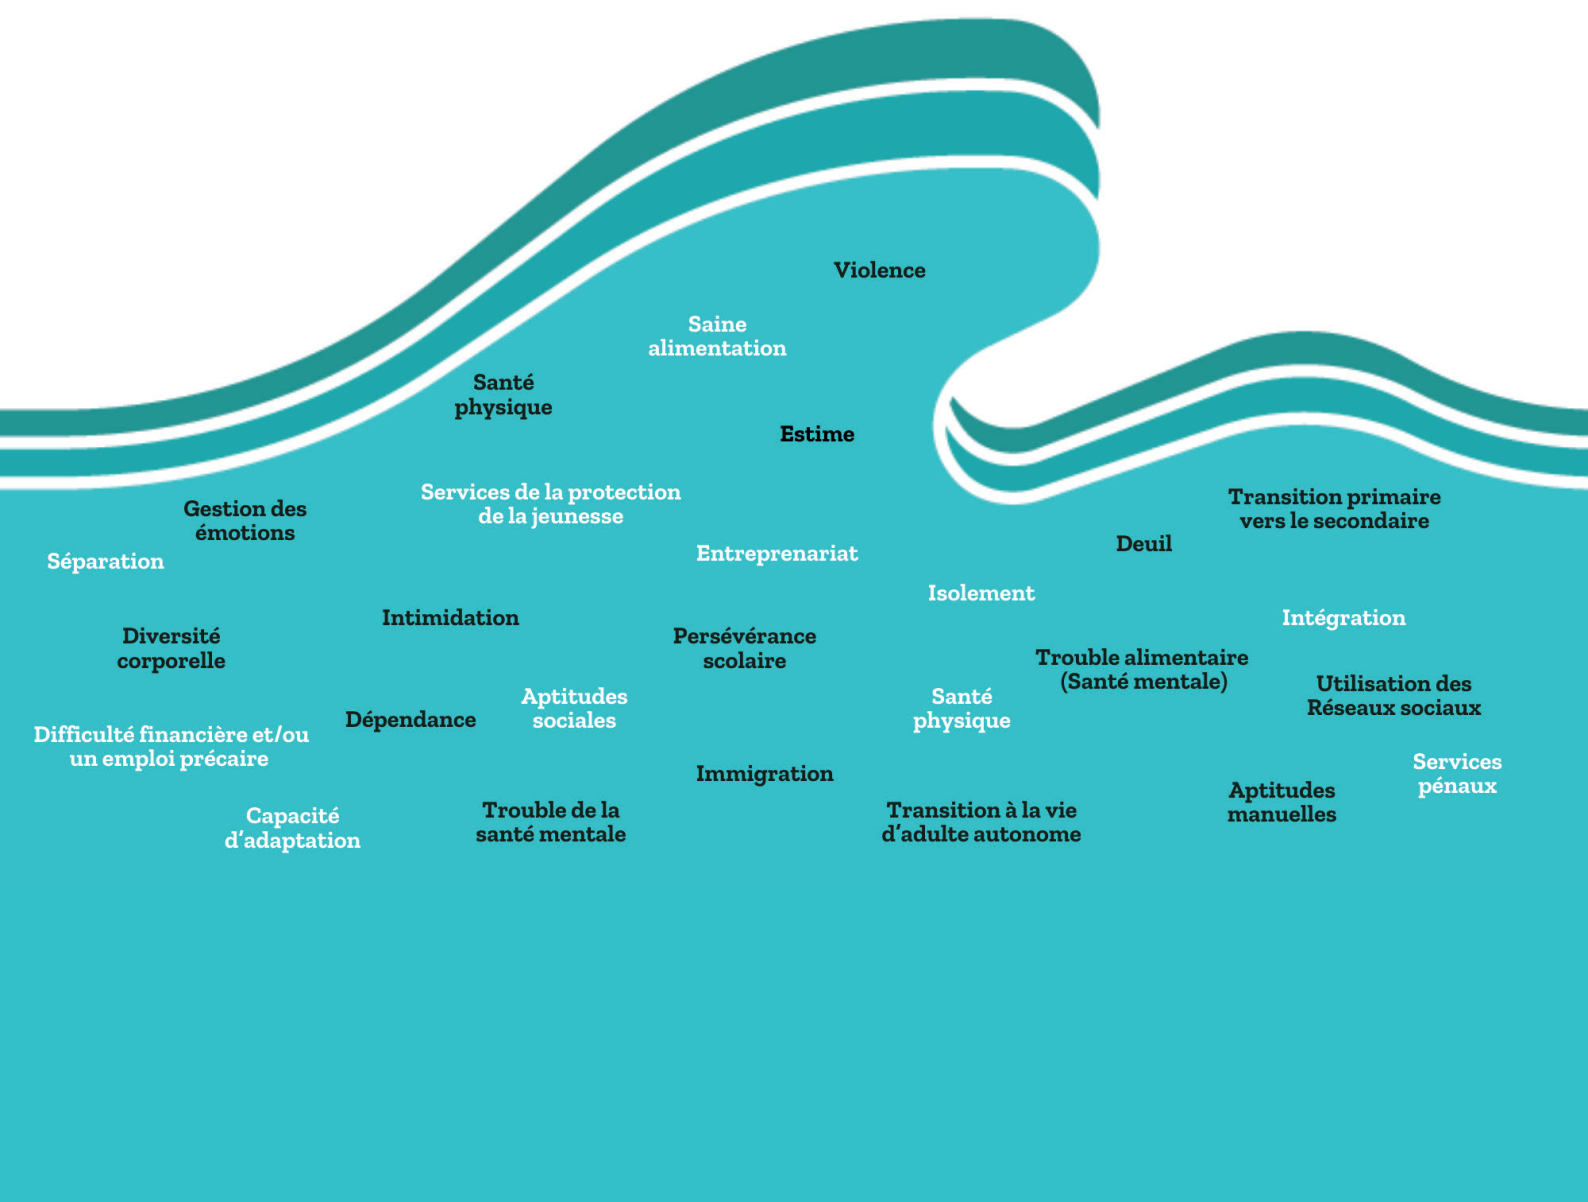 Violence
Saine
alimentation
Santé
physique
Estime
Services de la protection
de la jeunesse
Gestion des
émotions
Séparation
Entreprenariat
Transition primaire
vers le secondaire
Deuil
Isolement
Intimidation
Intégration
Diversité
corporelle
Persévérance
scolaire
Trouble alimentaire
(Santé mentale)
Utilisation des
Réseaux sociaux
Aptitudes
sociales
Santé
physique
Dépendance
Difficulté financière et/ou
un emploi précaire
Immigration
Services
pénaux
Aptitudes
manuelles
Capacité
d’adaptation
Trouble de la
santé mentale
Transition à la vie
d’adulte autonome